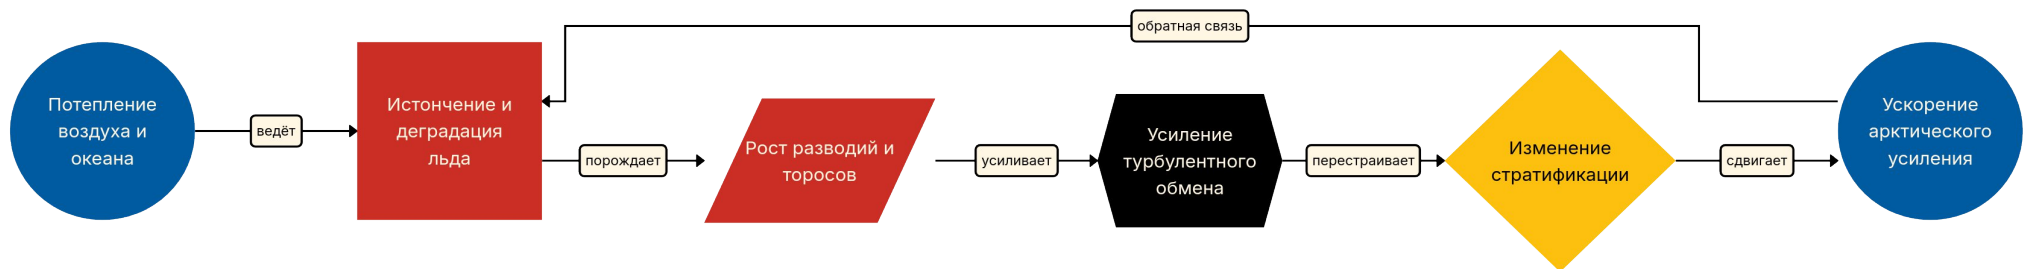 обратная связь
Потепление
воздуха и
океана
ведёт
Истончение и
деградация
льда
порождает
Рост разводий и
торосов
усиливает
Усиление
турбулентного
обмена
перестраивает
Изменение
стратификации
сдвигает
Ускорение
арктического
усиления